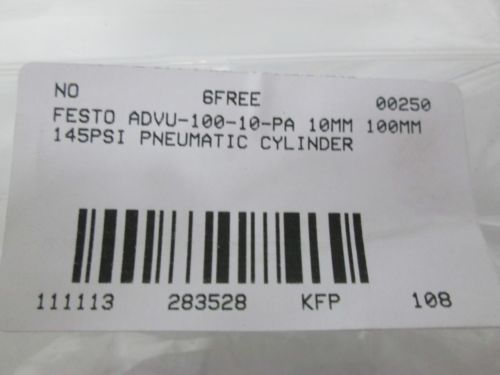 NO 6FREE 00250
FESTO ADVU-100-10-PA 10MM 100MM
145PSI PNEUMATIC CYLINDER
111113 283528 KFP 108